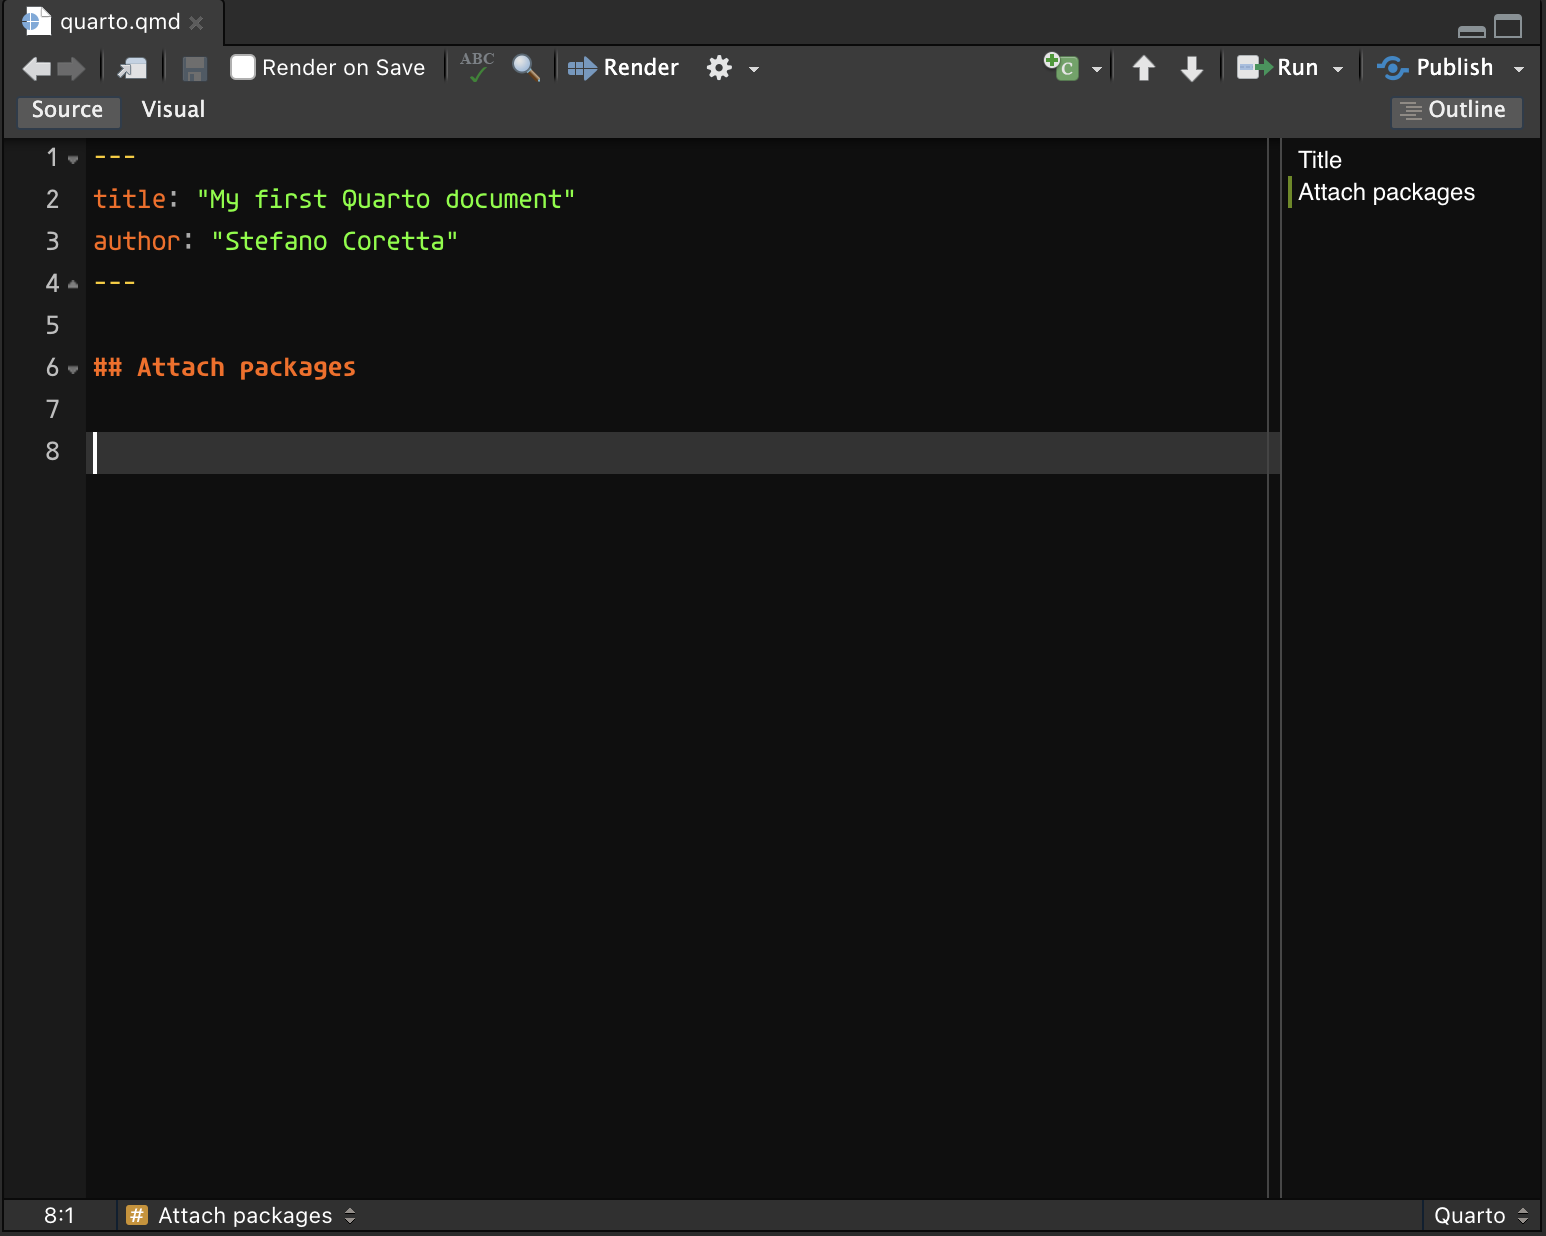 quarto.qmd
Render on Save ABC Render C Run Publish
Source Visual Outline
1 ---
2 title: "My first Quarto document"
3 author: "Stefano Coretta"
4 ---
5
6 ## Attach packages
7
8
Title
Attach packages
8:1 # Attach packages Quarto